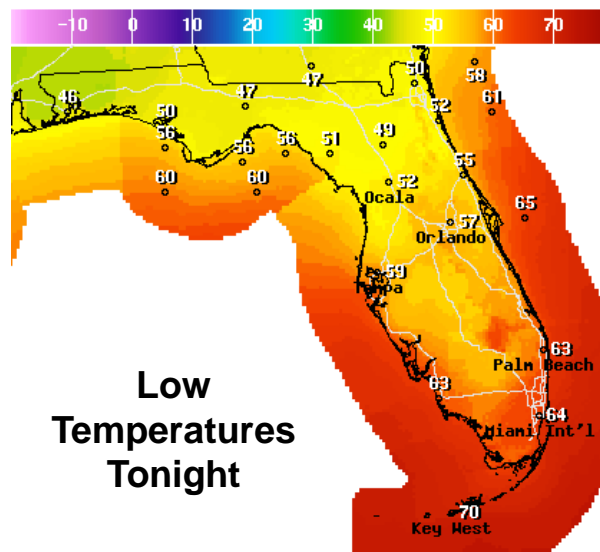 -10 0 10 20 30 40 50 60 70
47 50 58
46 47 61
50 52
56 49
58 56 51
55
60 60 52
Ocala
65
57
Orlando
59
Tampa
63
Palm Beach
63
64
Miami Int'l
70
Key West
Low
Temperatures
Tonight